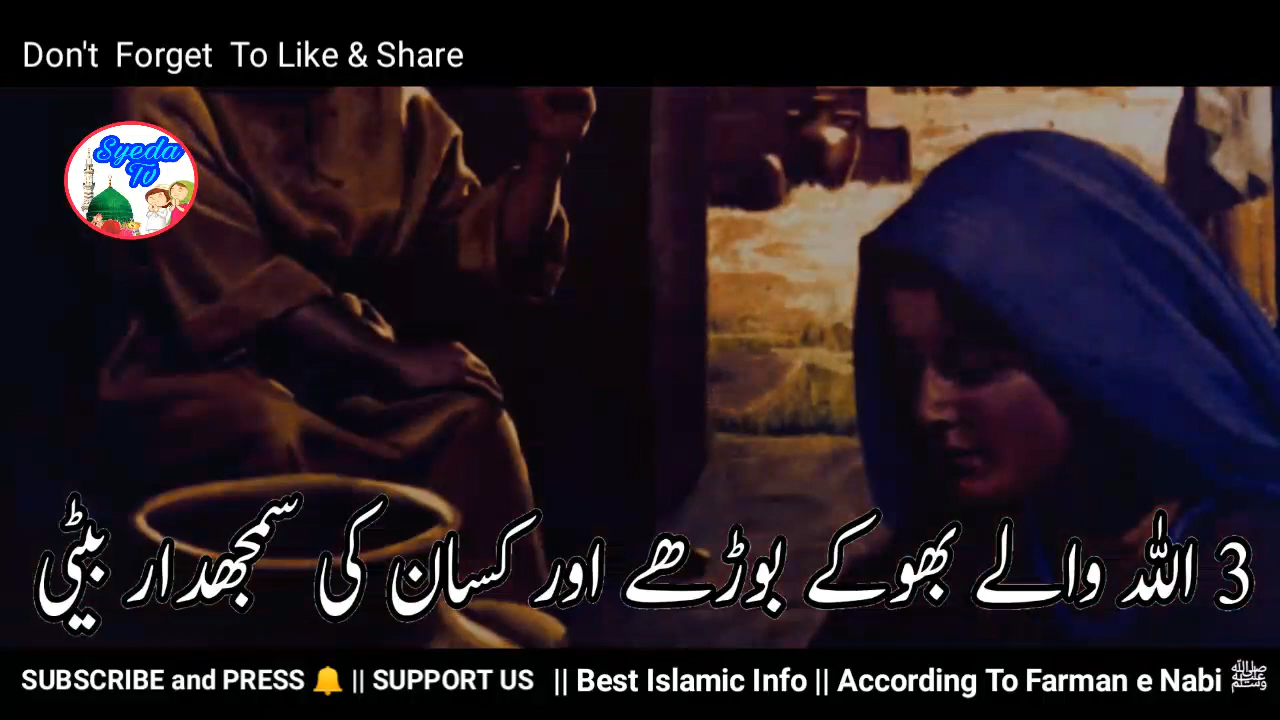 Don't Forget To Like & Share
Syeda
Tv
3 اللہ والے بھوکے بوڑھے اور کسان کی سمجھدار بیٹی
SUBSCRIBE and PRESS 🔔 || SUPPORT US || Best Islamic Info || According To Farman e Nabi ﷺ